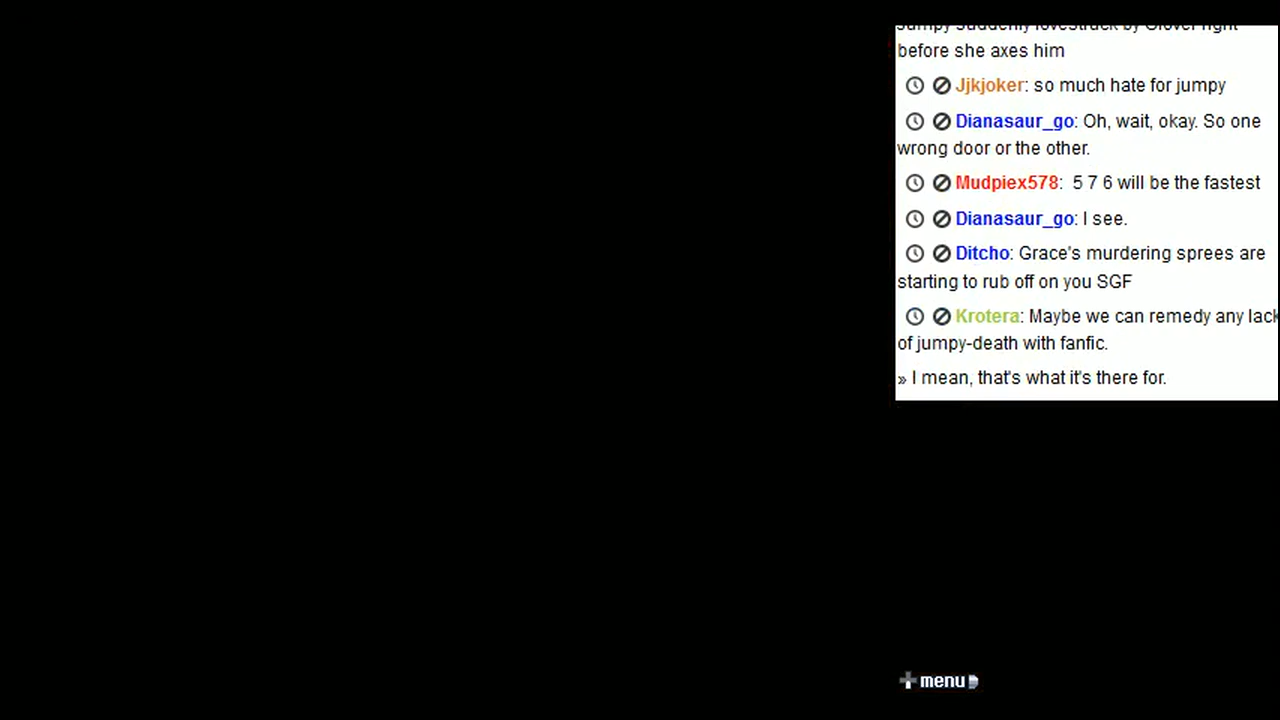 before she axes him
Jjkjoker: so much hate for jumpy
Dianasaur_go: Oh, wait, okay. So one
wrong door or the other.
Mudpiex578: 5 7 6 will be the fastest
Dianasaur_go: I see.
Ditcho: Grace's murdering sprees are
starting to rub off on you SGF
Krotera: Maybe we can remedy any lack
of jumpy-death with fanfic.
» I mean, that's what it's there for.
menu